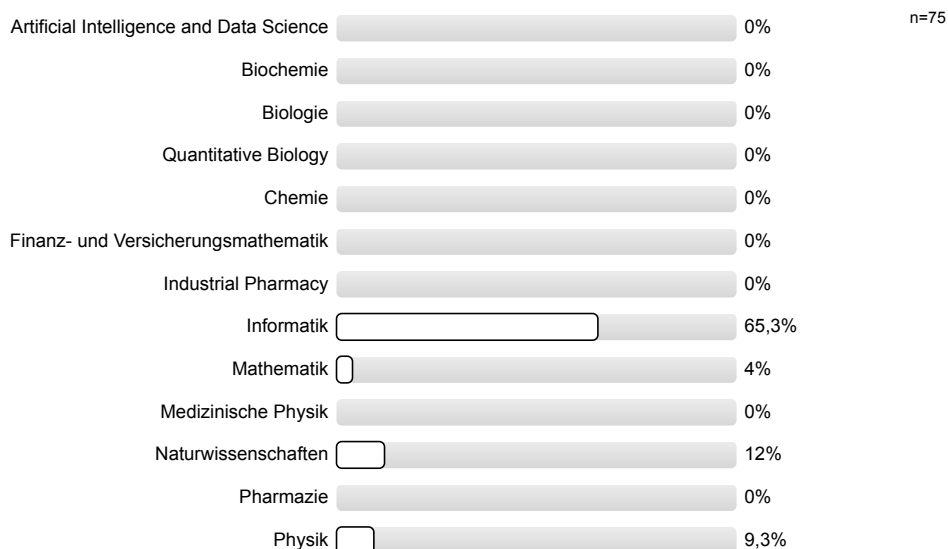 n=75
Artificial Intelligence and Data Science 0%
Biochemie 0%
Biologie 0%
Quantitative Biology 0%
Chemie 0%
Finanz- und Versicherungsmathematik 0%
Industrial Pharmacy 0%
Informatik 65,3%
Mathematik 4%
Medizinische Physik 0%
Naturwissenschaften 12%
Pharmazie 0%
Physik 9,3%